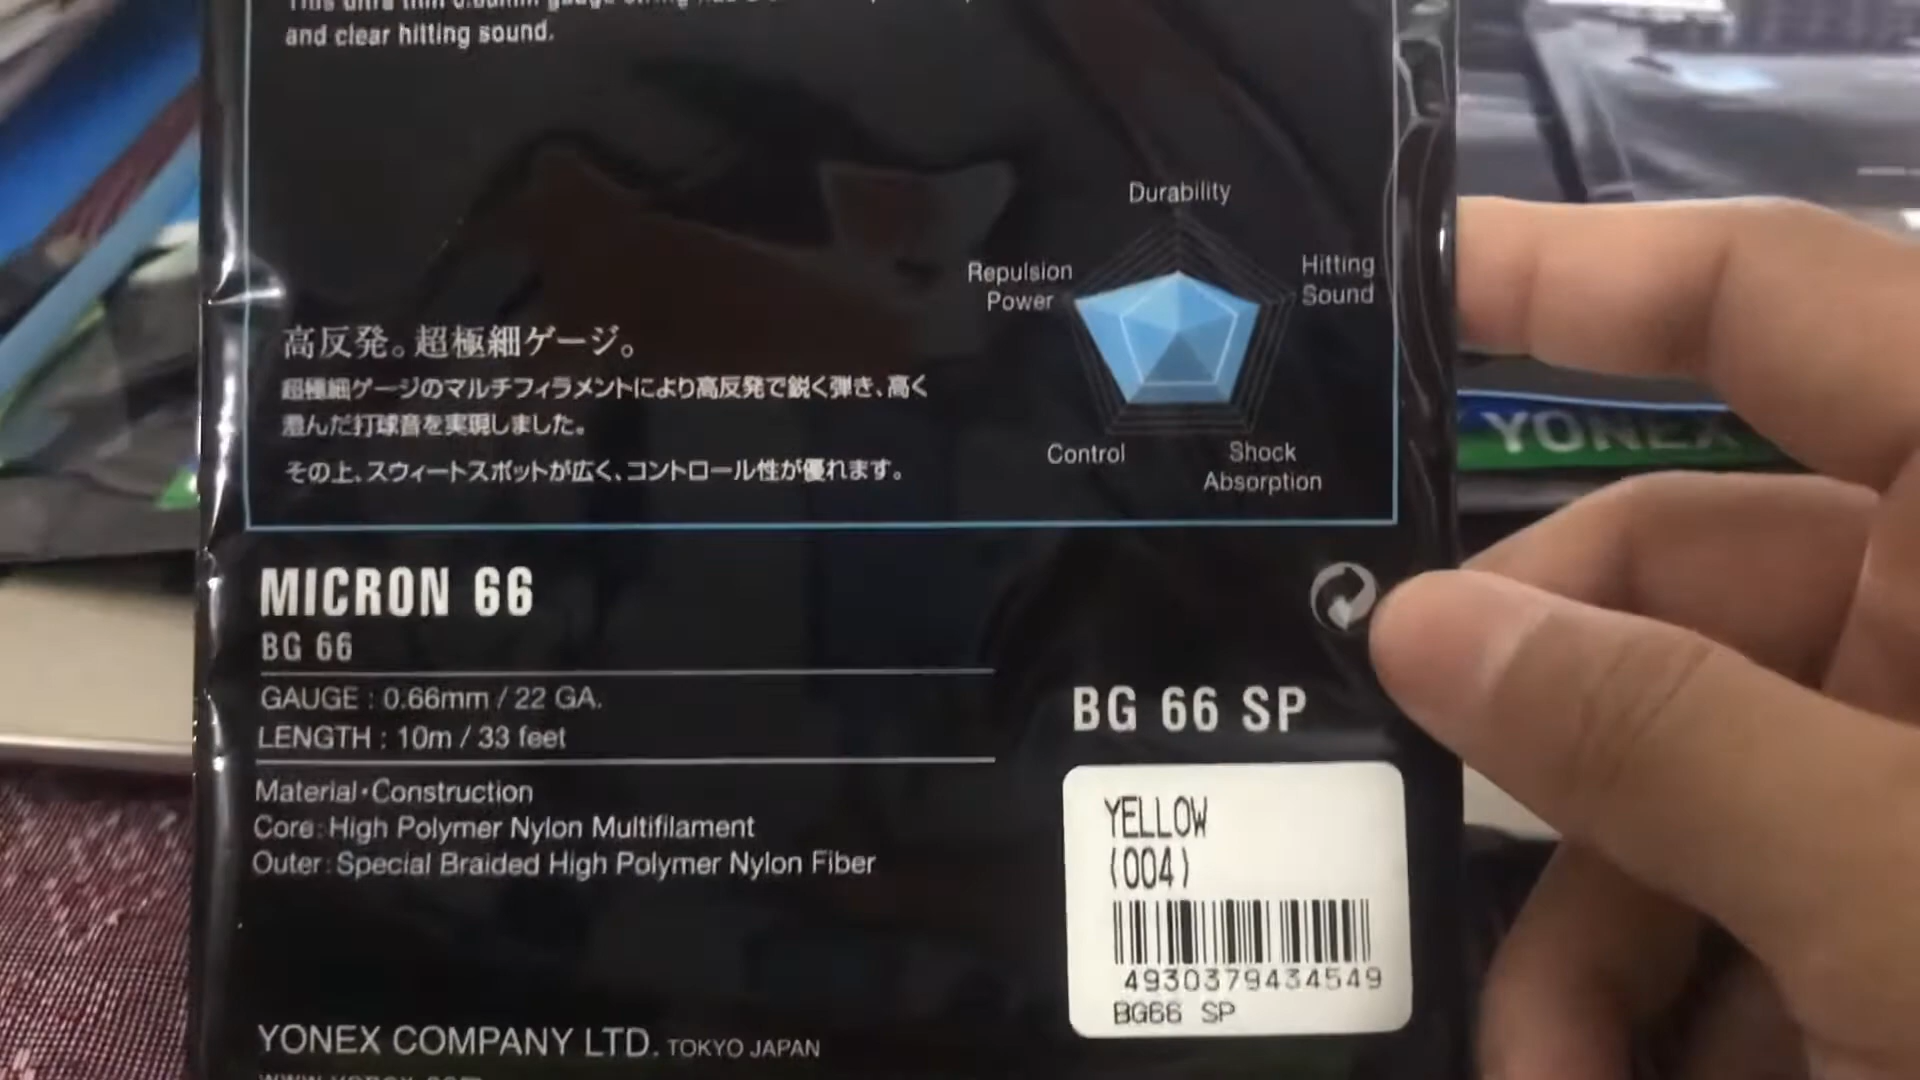 and clear hitting sound.
Durability
Hitting
Sound
Repulsion
Power
Control
Shock
Absorption
高反発。超極細ゲージ。
超極細ゲージのマルチフィラメントにより高反発で鋭く弾き、高く
澄んだ打球音を実現しました。
その上、スウィートスポットが広く、コントロール性が優れます。
YONEX
MICRON 66
BG 66
GAUGE : 0.66mm / 22 GA.
LENGTH : 10m / 33 feet
Material・Construction
Core: High Polymer Nylon Multifilament
Outer: Special Braided High Polymer Nylon Fiber
BG 66 SP
YELLOW
(004)
4930379434549
BG66 SP
YONEX COMPANY LTD. TOKYO JAPAN